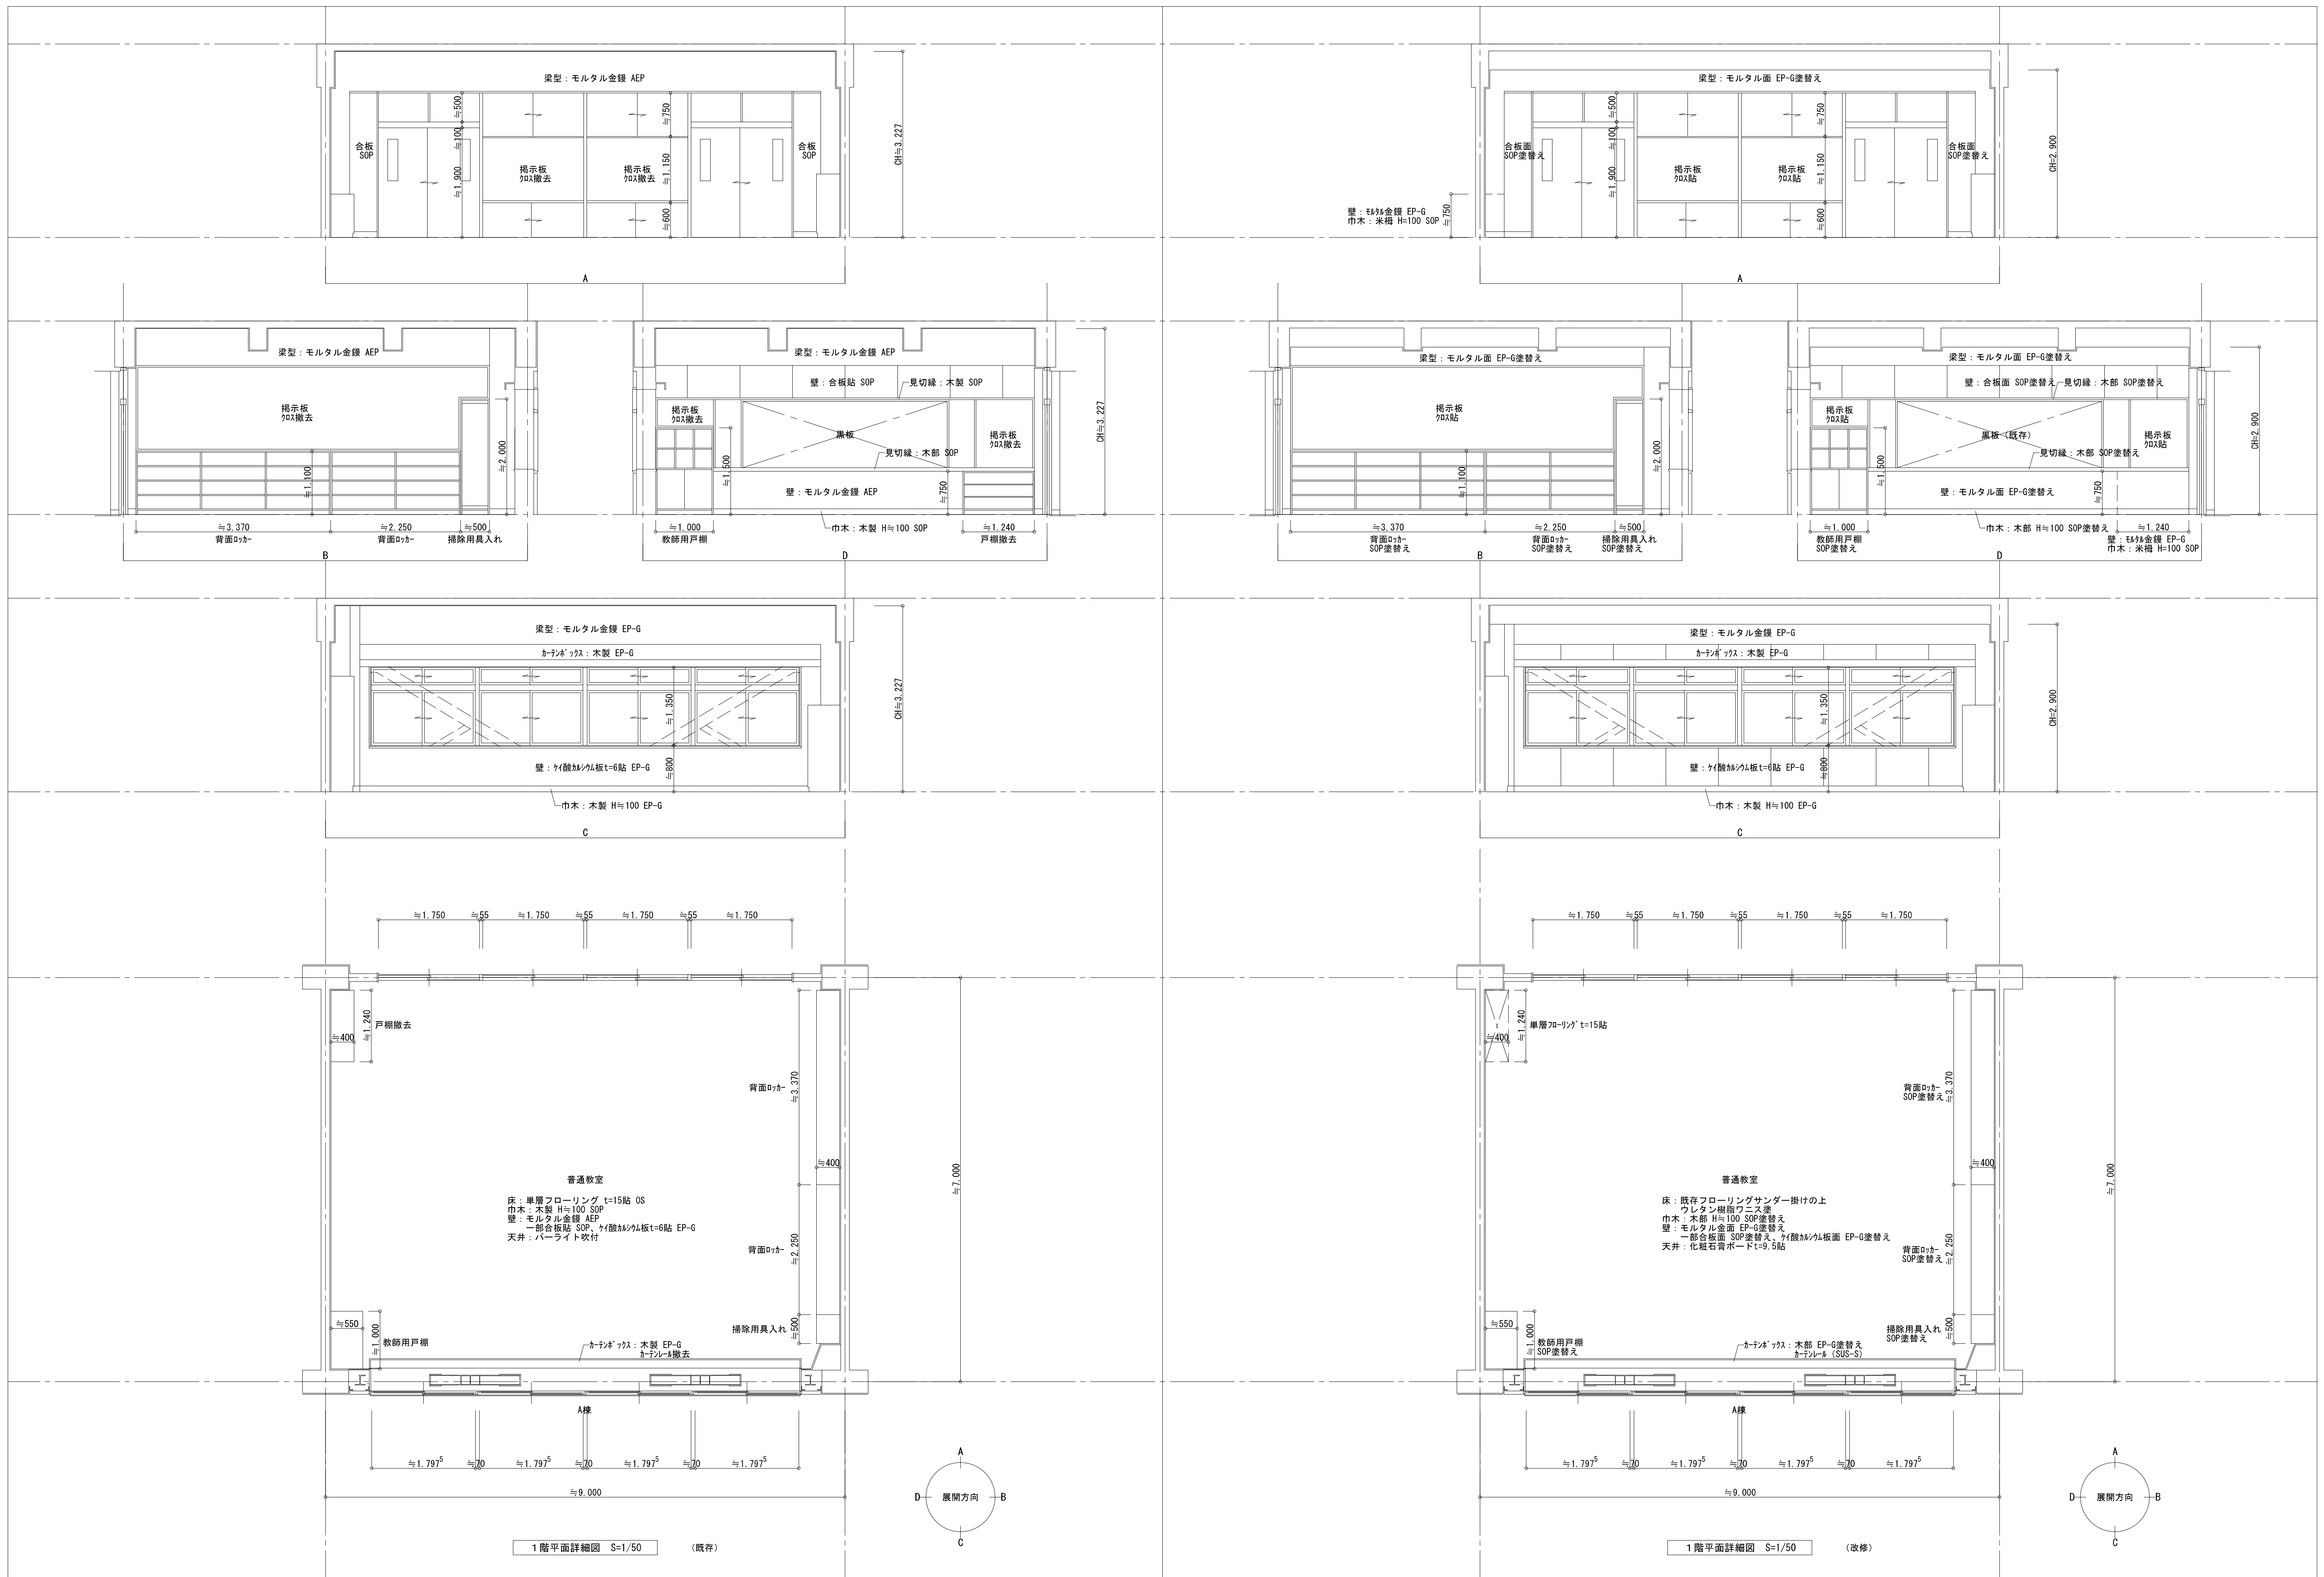 梁型：モルタル金鏝 AEP
≒500
≒750
≒100
CH≒3.227
合板
SOP
合板
SOP
掲示板
ｸﾛｽ撤去
掲示板
ｸﾛｽ撤去
≒1.900
≒1.150
≒600
A
梁型：モルタル金鏝 AEP
掲示板
ｸﾛｽ撤去
≒2.000
≒1.100
≒3.370
≒2.250
≒500
背面ﾛｯｶｰ
背面ﾛｯｶｰ
掃除用具入れ
B
梁型：モルタル金鏝 AEP
壁：合板貼 SOP
見切縁：木製 SOP
掲示板
ｸﾛｽ撤去
黒板
掲示板
ｸﾛｽ撤去
CH≒3.227
見切縁：木部 SOP
≒1.500
≒750
壁：モルタル金鏝 AEP
巾木：木製 H≒100 SOP
≒1.000
≒1.240
教師用戸棚
戸棚撤去
D
梁型：モルタル金鏝 EP-G
ｶｰﾃﾝﾎﾞｯｸｽ：木製 EP-G
CH≒3.227
≒1.350
≒800
壁：ｹｲ酸ｶﾙｼｳﾑ板t=6貼 EP-G
巾木：木製 H≒100 EP-G
C
≒1.750
≒55
≒1.750
≒55
≒1.750
≒55
≒1.750
≒1.240
戸棚撤去
≒400
背面ﾛｯｶｰ
≒3.370
≒400
≒7.000
普通教室
床：単層フローリング t=15貼 OS
巾木：木製 H≒100 SOP
壁：モルタル金鏝 AEP
一部合板貼 SOP、ｹｲ酸ｶﾙｼｳﾑ板t=6貼 EP-G
天井：パーライト吹付
背面ﾛｯｶｰ
≒2.250
≒550
≒1.000
教師用戸棚
掃除用具入れ
≒500
ｶｰﾃﾝﾎﾞｯｸｽ：木製 EP-G
ｶｰﾃﾝﾚｰﾙ撤去
A棟
≒1.797⁵
≒70
≒1.797⁵
≒70
≒1.797⁵
≒70
≒1.797⁵
≒9.000
A
D
展開方向
B
C
１階平面詳細図　S=1/50
（既存）
梁型：モルタル面 EP-G塗替え
≒500
≒750
≒100
CH=2.900
合板面
SOP塗替え
合板面
SOP塗替え
掲示板
ｸﾛｽ貼
掲示板
ｸﾛｽ貼
≒1.900
≒1.150
≒600
壁：ﾓﾙﾀﾙ金鏝 EP-G
巾木：米栂 H=100 SOP
≒750
A
梁型：モルタル面 EP-G塗替え
掲示板
ｸﾛｽ貼
≒2.000
≒1.100
≒3.370
≒2.250
≒500
背面ﾛｯｶｰ
SOP塗替え
背面ﾛｯｶｰ
SOP塗替え
掃除用具入れ
SOP塗替え
B
梁型：モルタル面 EP-G塗替え
壁：合板面 SOP塗替え
見切縁：木部 SOP塗替え
掲示板
ｸﾛｽ貼
黒板（既存）
掲示板
ｸﾛｽ貼
CH=2.900
見切縁：木部 SOP塗替え
≒1.500
≒750
壁：モルタル面 EP-G塗替え
巾木：木部 H≒100 SOP塗替え
≒1.000
≒1.240
教師用戸棚
SOP塗替え
壁：ﾓﾙﾀﾙ金鏝 EP-G
巾木：米栂 H=100 SOP
D
梁型：モルタル金鏝 EP-G
ｶｰﾃﾝﾎﾞｯｸｽ：木製 EP-G
CH=2.900
≒1.350
≒800
壁：ｹｲ酸ｶﾙｼｳﾑ板t=6貼 EP-G
巾木：木製 H≒100 EP-G
C
≒1.750
≒55
≒1.750
≒55
≒1.750
≒55
≒1.750
≒1.240
単層ﾌﾛｰﾘﾝｸﾞt=15貼
≒400
背面ﾛｯｶｰ
SOP塗替え
≒3.370
≒400
≒7.000
普通教室
床：既存フローリングサンダー掛けの上
ウレタン樹脂ワニス塗
巾木：木部 H≒100 SOP塗替え
壁：モルタル金面 EP-G塗替え
一部合板面 SOP塗替え、ｹｲ酸ｶﾙｼｳﾑ板面 EP-G塗替え
天井：化粧石膏ボードt=9.5貼
背面ﾛｯｶｰ
SOP塗替え
≒2.250
≒550
≒1.000
教師用戸棚
SOP塗替え
掃除用具入れ
SOP塗替え
≒500
ｶｰﾃﾝﾎﾞｯｸｽ：木部 EP-G塗替え
ｶｰﾃﾝﾚｰﾙ（SUS-S）
A棟
≒1.797⁵
≒70
≒1.797⁵
≒70
≒1.797⁵
≒70
≒1.797⁵
≒9.000
A
D
展開方向
B
C
１階平面詳細図　S=1/50
（改修）